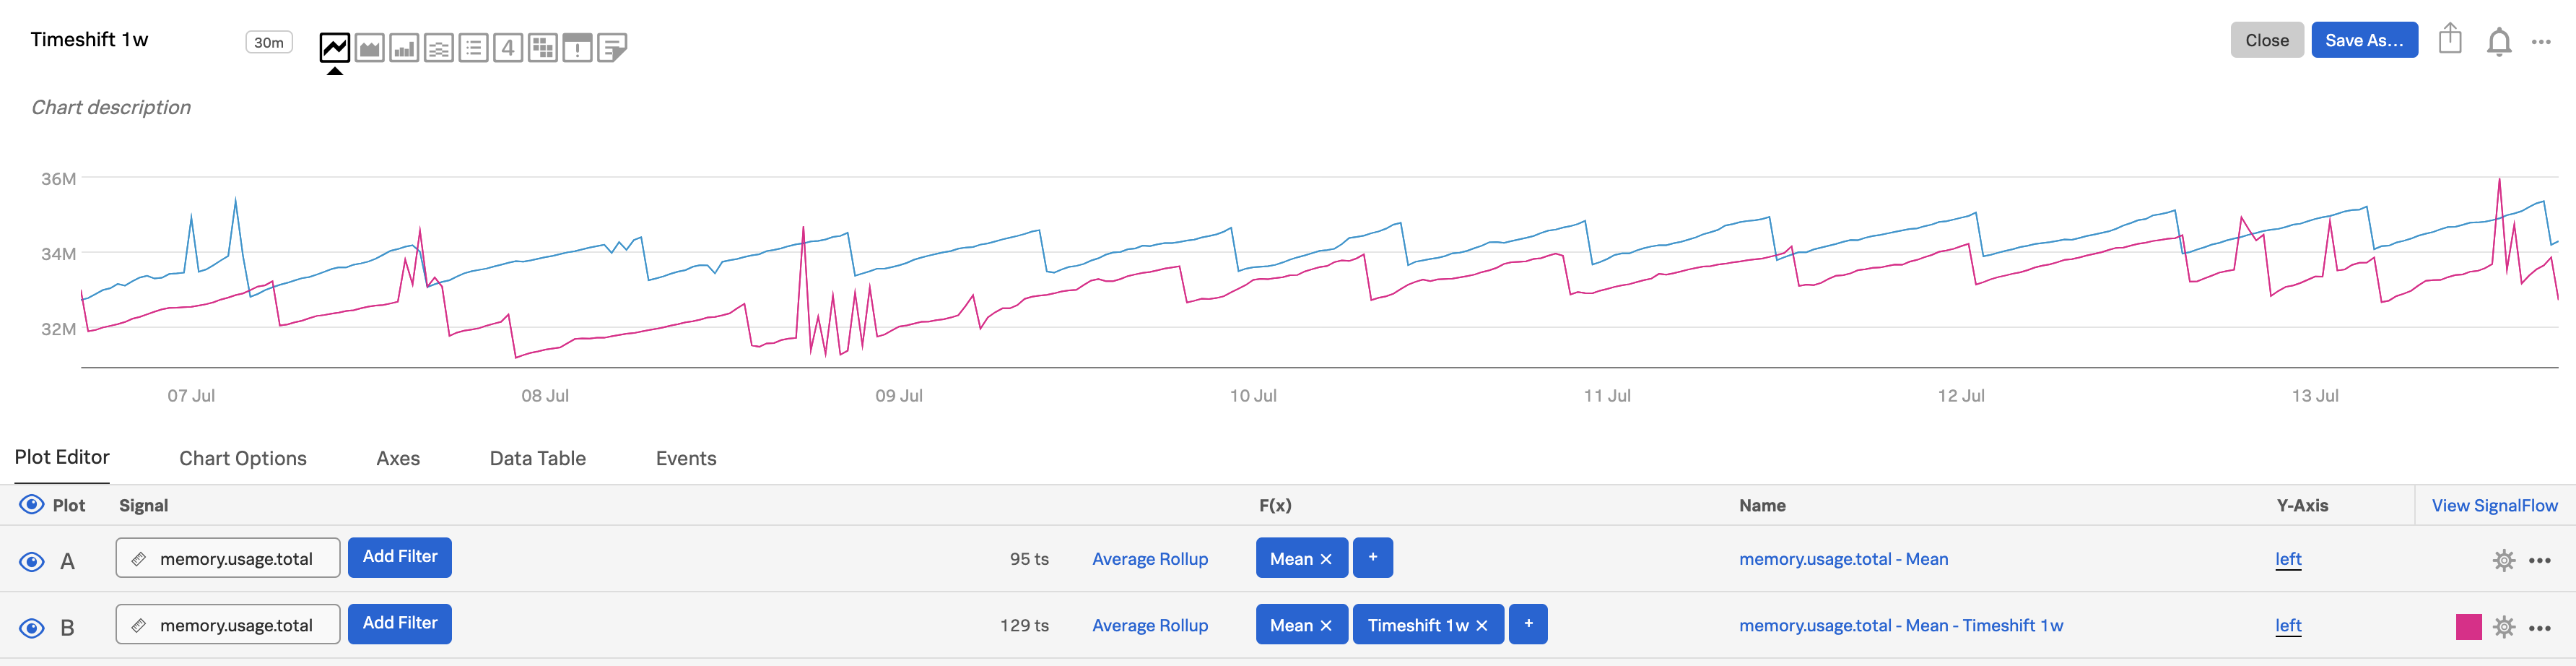 Timeshift 1w 30m 4 Close Save As...
Chart description
36M
34M
32M
07 Jul 08 Jul 09 Jul 10 Jul 11 Jul 12 Jul 13 Jul
Plot Editor Chart Options Axes Data Table Events
Plot Signal F(x) Name Y-Axis View SignalFlow
A memory.usage.total Add Filter 95 ts Average Rollup Mean × + memory.usage.total - Mean left
B memory.usage.total Add Filter 129 ts Average Rollup Mean × Timeshift 1w × + memory.usage.total - Mean - Timeshift 1w left